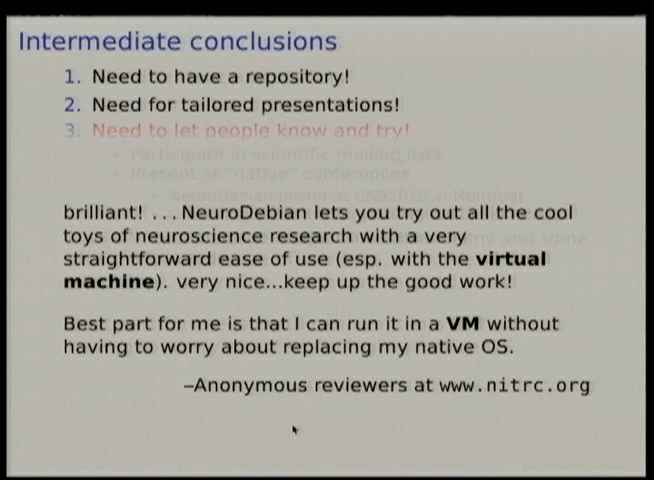 Intermediate conclusions
1. Need to have a repository!
2. Need for tailored presentations!
3. Need to let people know and try!
– Participate in scientific mailing lists
– Present at "native" conferences
– NeuroDebian poster at CNS2010 in Montreal
brilliant! ... NeuroDebian lets you try out all the cool
toys of neuroscience research with a very
and some
straightforward ease of use (esp. with the virtual
machine). very nice...keep up the good work!
Best part for me is that I can run it in a VM without
having to worry about replacing my native OS.
–Anonymous reviewers at www.nitrc.org